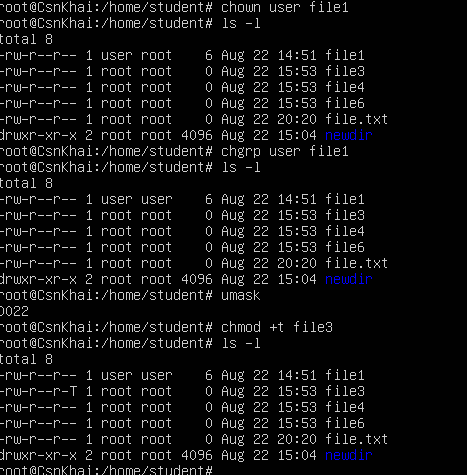 root@CsnKhai:/home/student# chown user file1
root@CsnKhai:/home/student# ls -l
total 8
-rw-r--r-- 1 user root    6 Aug 22 14:51 file1
-rw-r--r-- 1 root root    0 Aug 22 15:53 file3
-rw-r--r-- 1 root root    0 Aug 22 15:53 file4
-rw-r--r-- 1 root root    0 Aug 22 15:53 file6
-rw-r--r-- 1 root root    0 Aug 22 20:20 file.txt
drwxr-xr-x 2 root root 4096 Aug 22 15:04 newdir
root@CsnKhai:/home/student# chgrp user file1
root@CsnKhai:/home/student# ls -l
total 8
-rw-r--r-- 1 user user    6 Aug 22 14:51 file1
-rw-r--r-- 1 root root    0 Aug 22 15:53 file3
-rw-r--r-- 1 root root    0 Aug 22 15:53 file4
-rw-r--r-- 1 root root    0 Aug 22 15:53 file6
-rw-r--r-- 1 root root    0 Aug 22 20:20 file.txt
drwxr-xr-x 2 root root 4096 Aug 22 15:04 newdir
root@CsnKhai:/home/student# umask
0022
root@CsnKhai:/home/student# chmod +t file3
root@CsnKhai:/home/student# ls -l
total 8
-rw-r--r-- 1 user user    6 Aug 22 14:51 file1
-rw-r--r-T 1 root root    0 Aug 22 15:53 file3
-rw-r--r-- 1 root root    0 Aug 22 15:53 file4
-rw-r--r-- 1 root root    0 Aug 22 15:53 file6
-rw-r--r-- 1 root root    0 Aug 22 20:20 file.txt
drwxr-xr-x 2 root root 4096 Aug 22 15:04 newdir
root@CsnKhai:/home/student#